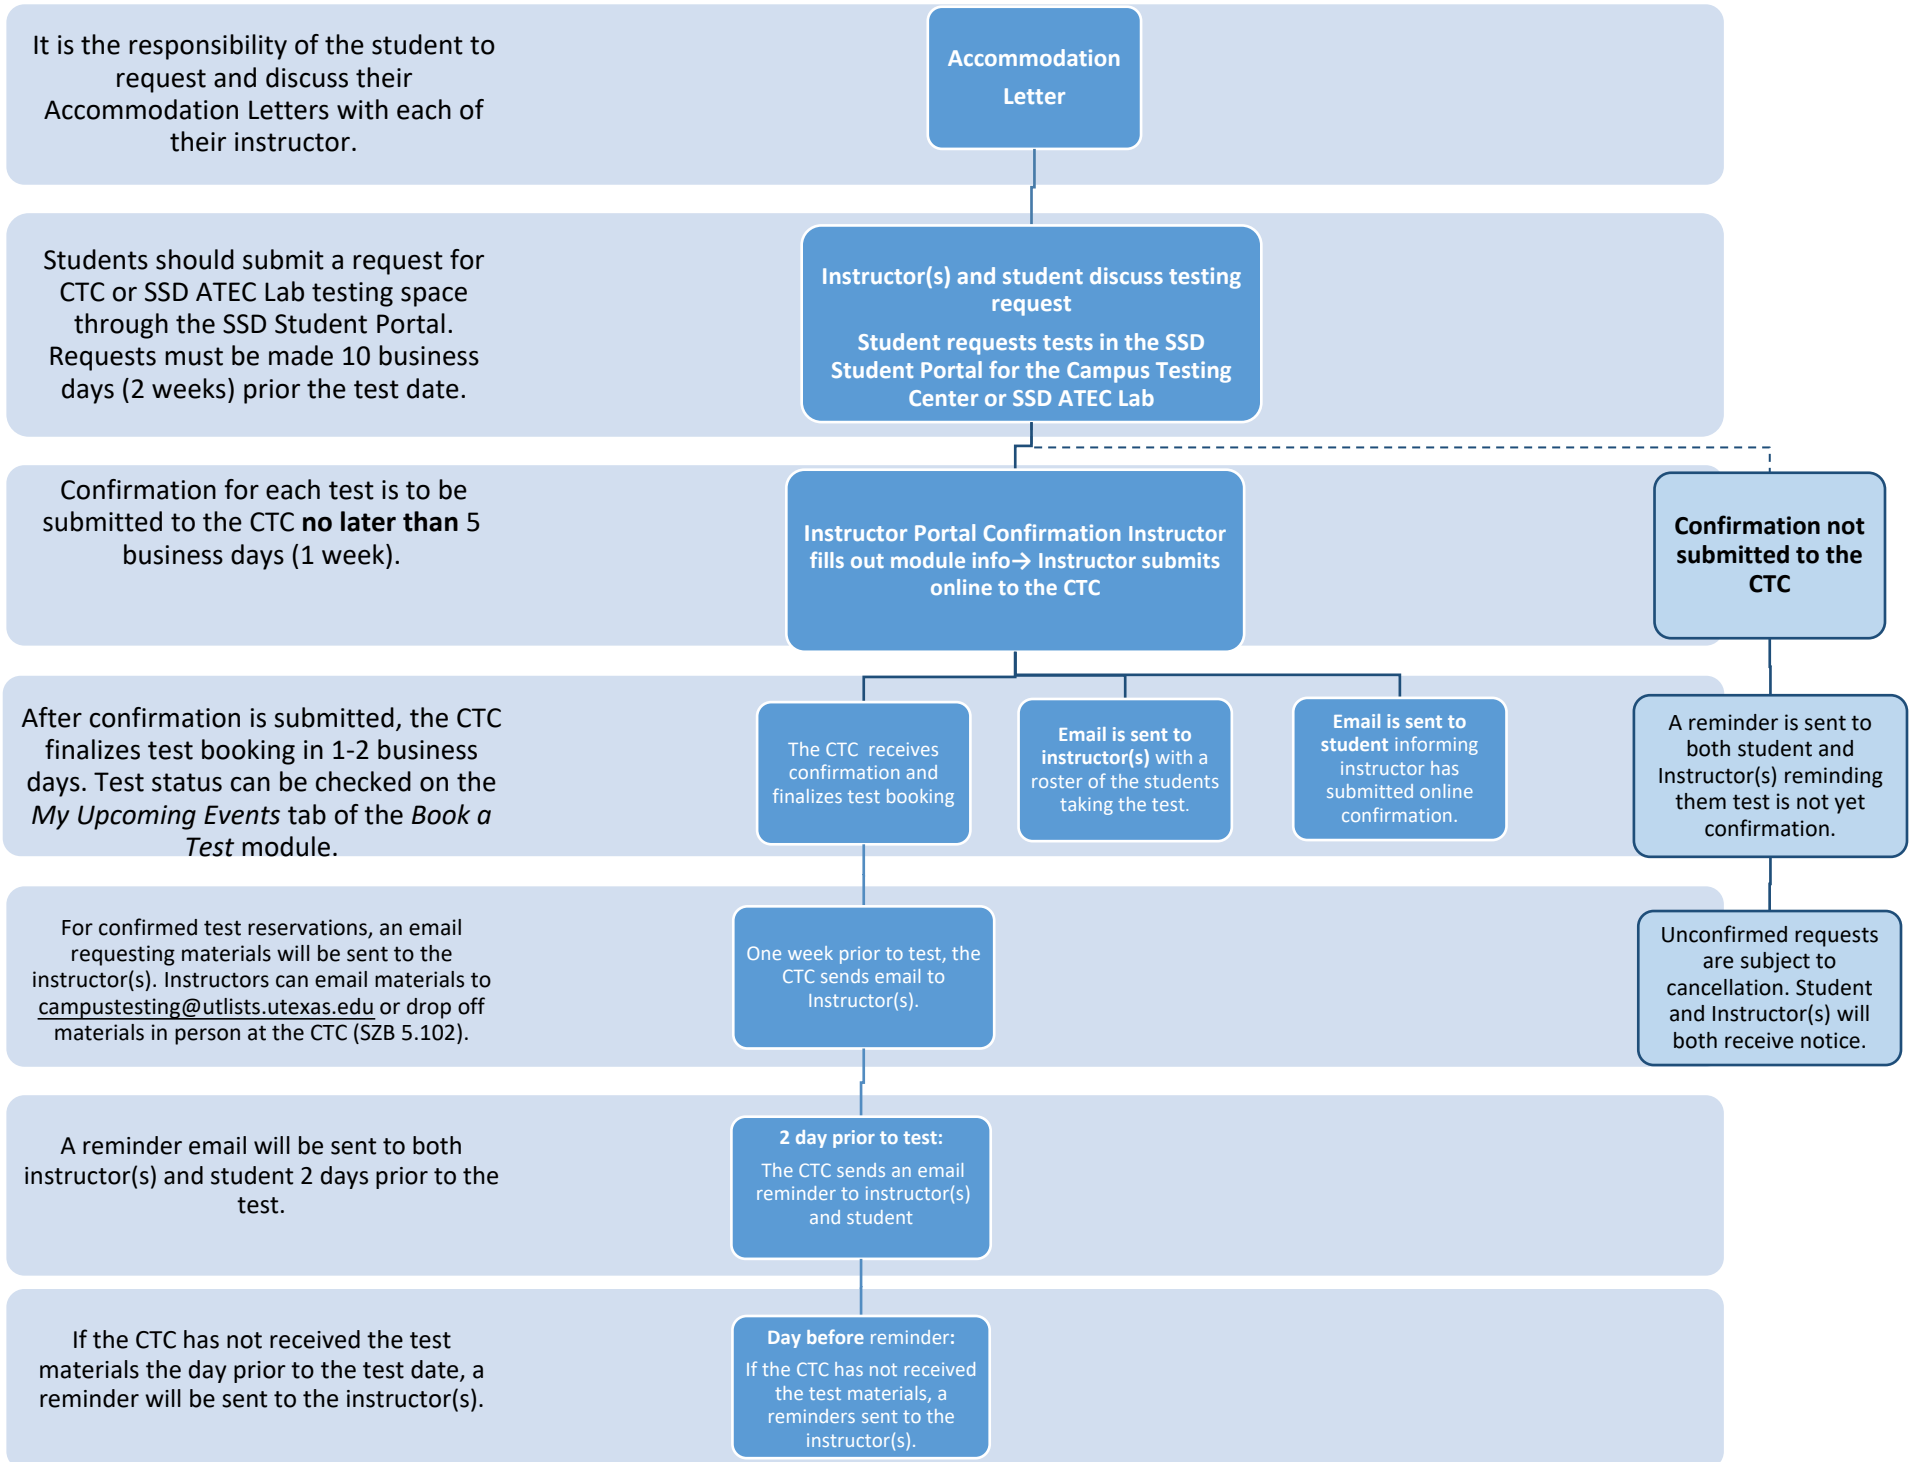 It is the responsibility of the student to
request and discuss their
Accommodation Letters with each of
their instructor.
Accommodation
Letter
Students should submit a request for
CTC or SSD ATEC Lab testing space
through the SSD Student Portal.
Requests must be made 10 business
days (2 weeks) prior the test date.
Instructor(s) and student discuss testing
request
Student requests tests in the SSD
Student Portal for the Campus Testing
Center or SSD ATEC Lab
Confirmation for each test is to be
submitted to the CTC no later than 5
business days (1 week).
Instructor Portal Confirmation Instructor
fills out module info→ Instructor submits
online to the CTC
Confirmation not
submitted to the
CTC
After confirmation is submitted, the CTC
finalizes test booking in 1-2 business
days. Test status can be checked on the
My Upcoming Events tab of the Book a
Test module.
The CTC receives
confirmation and
finalizes test booking
Email is sent to
instructor(s) with a
roster of the students
taking the test.
Email is sent to
student informing
instructor has
submitted online
confirmation.
A reminder is sent to
both student and
Instructor(s) reminding
them test is not yet
confirmation.
For confirmed test reservations, an email
requesting materials will be sent to the
instructor(s). Instructors can email materials to
campustesting@utlists.utexas.edu or drop off
materials in person at the CTC (SZB 5.102).
One week prior to test, the
CTC sends email to
Instructor(s).
Unconfirmed requests
are subject to
cancellation. Student
and Instructor(s) will
both receive notice.
A reminder email will be sent to both
instructor(s) and student 2 days prior to the
test.
2 day prior to test:
The CTC sends an email
reminder to instructor(s)
and student
If the CTC has not received the test
materials the day prior to the test date, a
reminder will be sent to the instructor(s).
Day before reminder:
If the CTC has not received
the test materials, a
reminders sent to the
instructor(s).